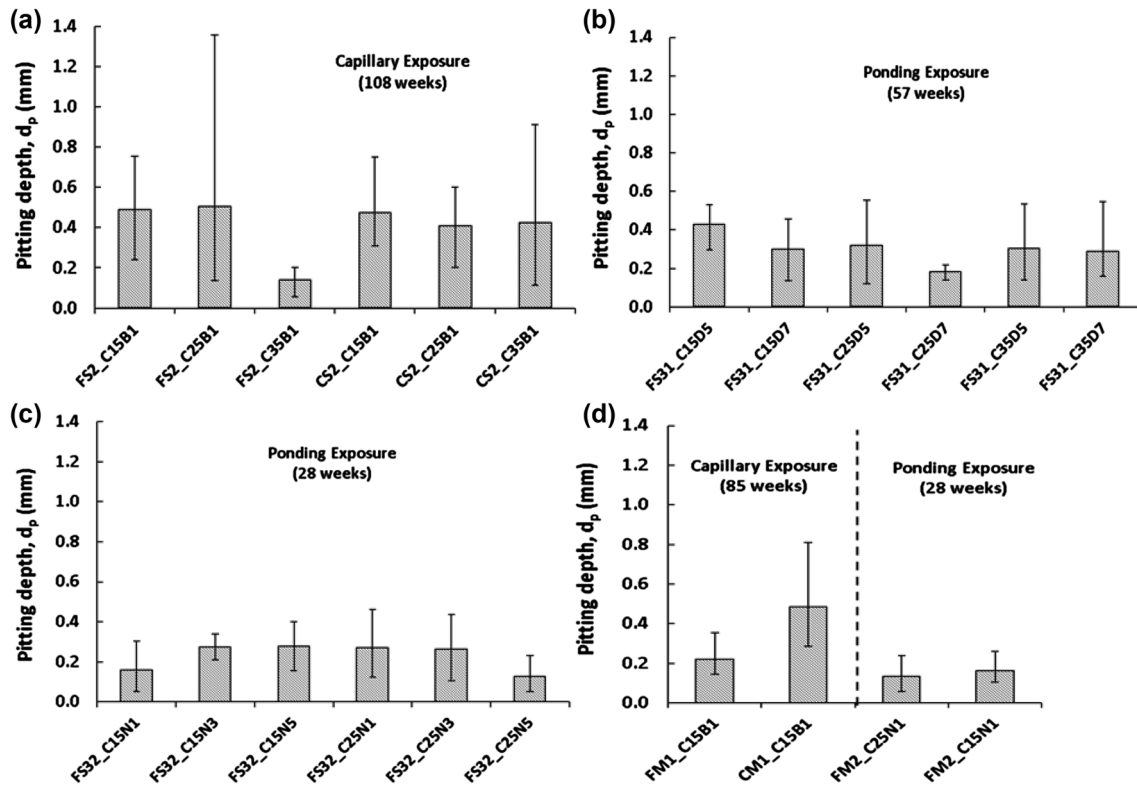 (a)
Pitting depth, dp (mm)
1.4
1.2
1.0
0.8
0.6
0.4
0.2
0.0
Capillary Exposure
(108 weeks)
FS2_C15B1
FS2_C25B1
FS2_C35B1
CS2_C15B1
CS2_C25B1
CS2_C35B1
(b)
Pitting depth, dp (mm)
1.4
1.2
1.0
0.8
0.6
0.4
0.2
0.0
Ponding Exposure
(57 weeks)
FS31_C15D5
FS31_C15D7
FS31_C25D5
FS31_C25D7
FS31_C35D5
FS31_C35D7
(c)
Pitting depth, dp (mm)
1.4
1.2
1.0
0.8
0.6
0.4
0.2
0.0
Ponding Exposure
(28 weeks)
FS32_C15N1
FS32_C15N3
FS32_C15N5
FS32_C25N1
FS32_C25N3
FS32_C25N5
(d)
Pitting depth, dp (mm)
1.4
1.2
1.0
0.8
0.6
0.4
0.2
0.0
Capillary Exposure
(85 weeks)
Ponding Exposure
(28 weeks)
FM1_C15B1
CM1_C15B1
FM2_C25N1
FM2_C15N1